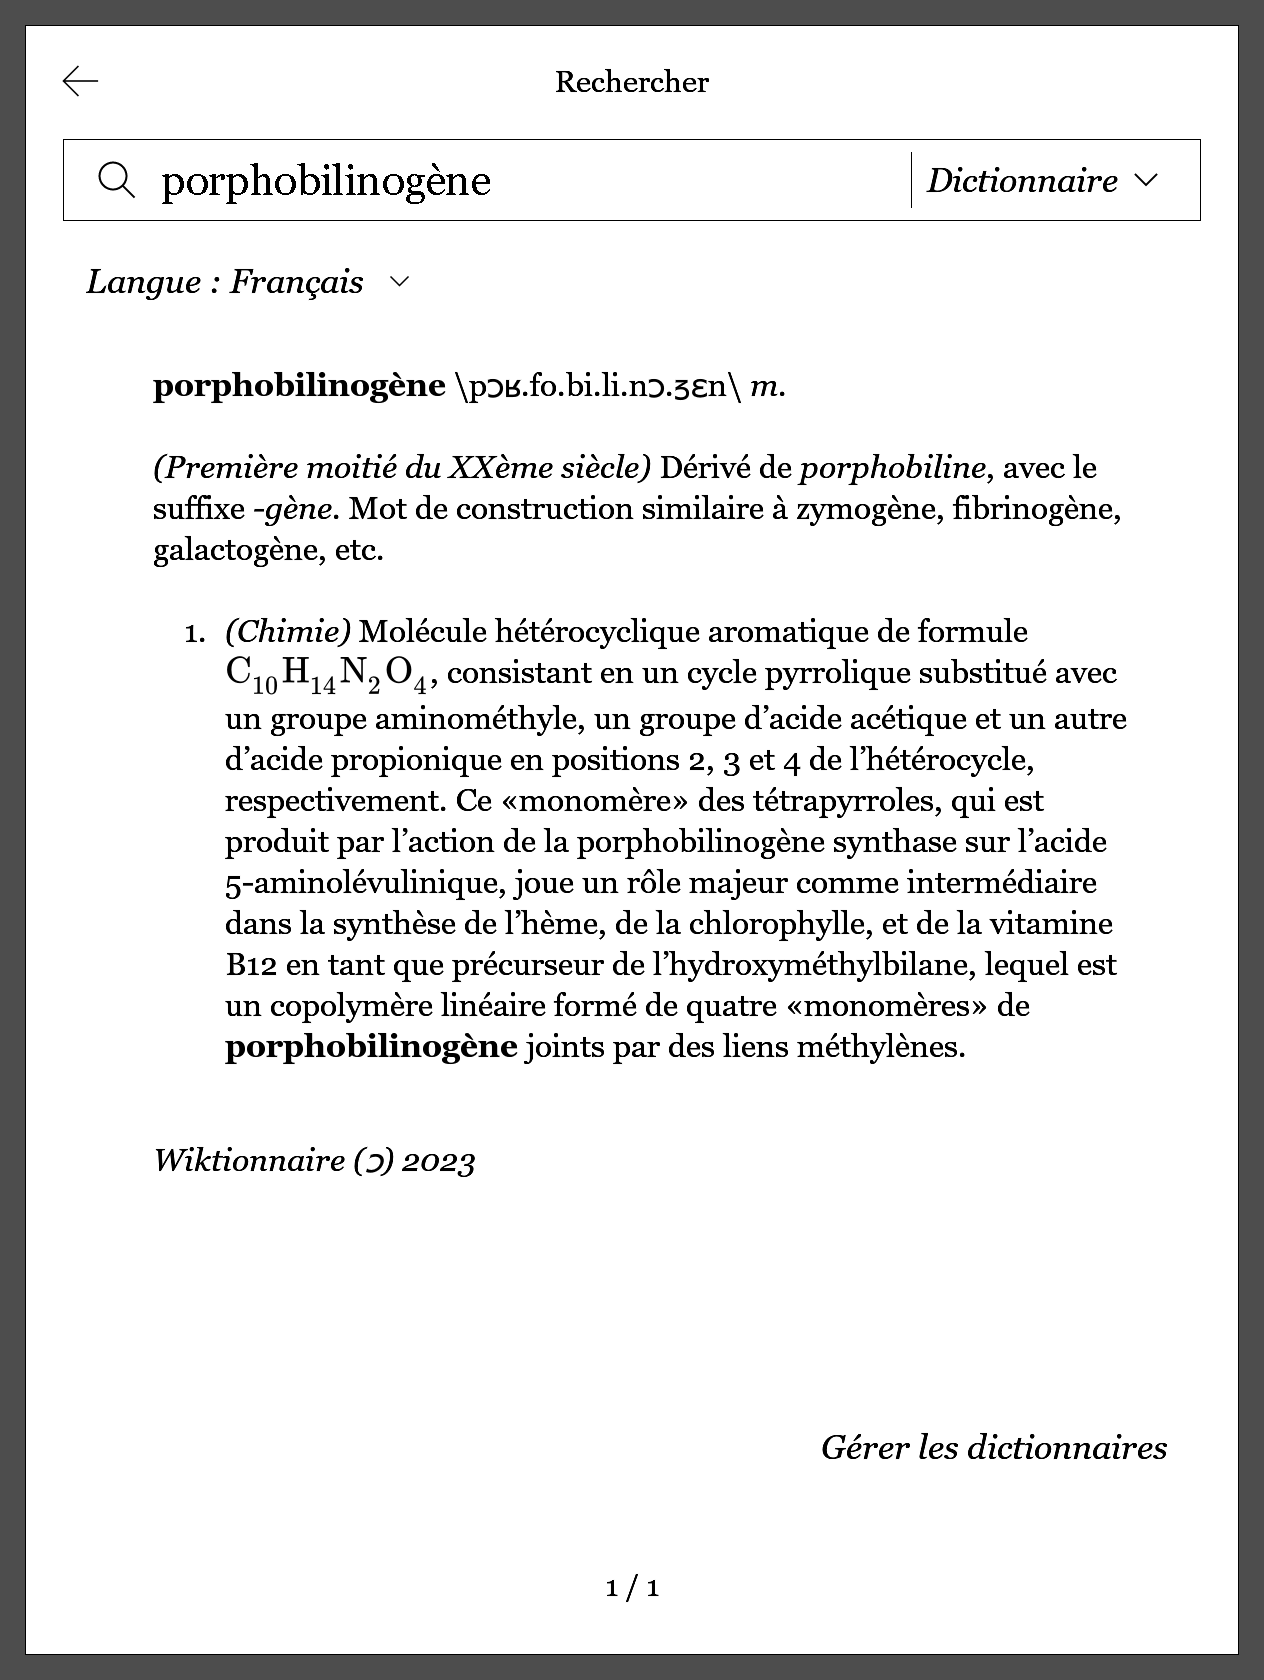 Rechercher
porphobilinogène
Dictionnaire
Langue : Français
porphobilinogène \pɔʁ.fo.bi.li.nɔ.ʒɛn\ m.
(Première moitié du XXème siècle) Dérivé de porphobiline, avec le
suffixe -gène. Mot de construction similaire à zymogène, fibrinogène,
galactogène, etc.
1. (Chimie) Molécule hétérocyclique aromatique de formule
C₁₀H₁₄N₂O₄, consistant en un cycle pyrrolique substitué avec
un groupe aminométhyle, un groupe d’acide acétique et un autre
d’acide propionique en positions 2, 3 et 4 de l’hétérocycle,
respectivement. Ce «monomère» des tétrapyrroles, qui est
produit par l’action de la porphobilinogène synthase sur l’acide
5-aminolévulinique, joue un rôle majeur comme intermédiaire
dans la synthèse de l’hème, de la chlorophylle, et de la vitamine
B12 en tant que précurseur de l’hydroxyméthylbilane, lequel est
un copolymère linéaire formé de quatre «monomères» de
porphobilinogène joints par des liens méthylènes.
Wiktionnaire (ɔ) 2023
Gérer les dictionnaires
1 / 1